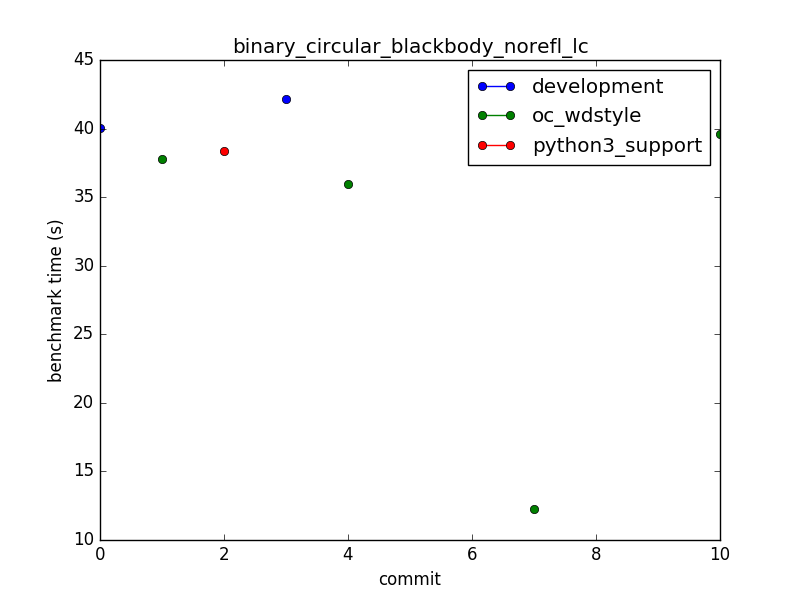 binary_circular_blackbody_norefl_lc
45
40
35
30
25
20
15
10
benchmark time (s)
development
oc_wdstyle
python3_support
0 2 4 6 8 10
commit